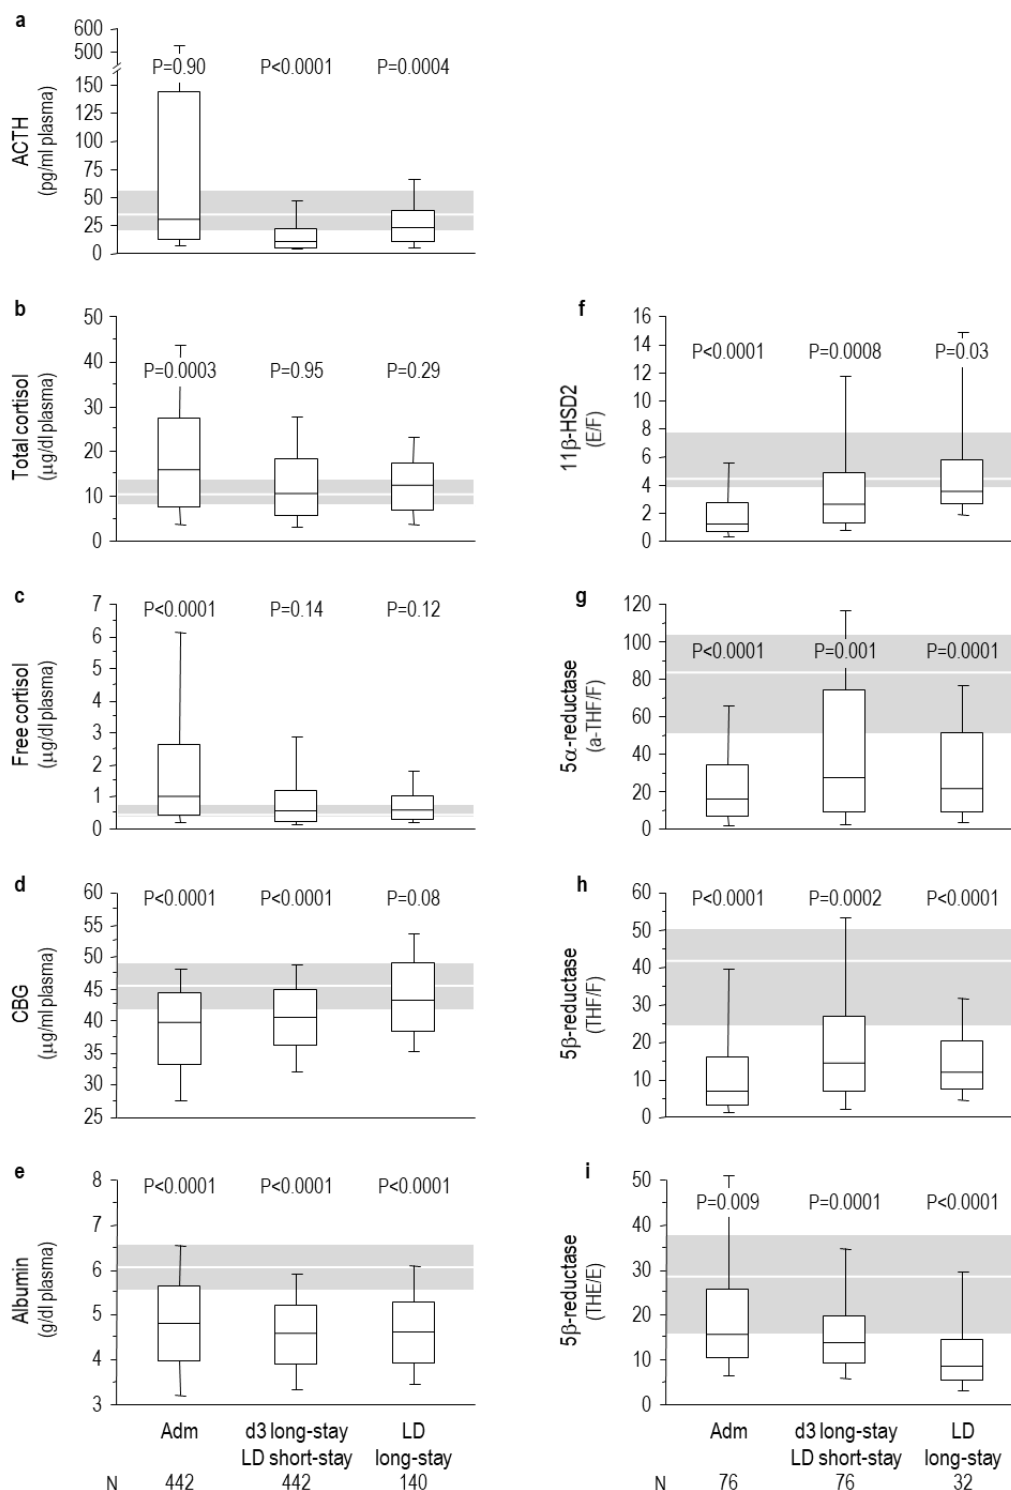 a
ACTH
(pg/ml plasma)
600
500
150
125
100
75
50
25
0
P=0.90 P<0.0001 P=0.0004
b
Total cortisol
(μg/dl plasma)
50
40
30
20
10
0
P=0.0003 P=0.95 P=0.29
c
Free cortisol
(μg/dl plasma)
7
6
5
4
3
2
1
0
P<0.0001 P=0.14 P=0.12
d
CBG
(μg/ml plasma)
60
55
50
45
40
35
30
25
P<0.0001 P<0.0001 P=0.08
e
Albumin
(g/dl plasma)
8
7
6
5
4
3
P<0.0001 P<0.0001 P<0.0001
Adm d3 long-stay LD
LD short-stay long-stay
N 442 442 140
f
11β-HSD2
(E/F)
16
14
12
10
8
6
4
2
0
P<0.0001 P=0.0008 P=0.03
g
5α-reductase
(a-THF/F)
120
100
80
60
40
20
0
P<0.0001 P=0.001 P=0.0001
h
5β-reductase
(THF/F)
60
50
40
30
20
10
0
P<0.0001 P=0.0002 P<0.0001
i
5β-reductase
(THE/E)
50
40
30
20
10
0
P=0.009 P=0.0001 P<0.0001
Adm d3 long-stay LD
LD short-stay long-stay
N 76 76 32